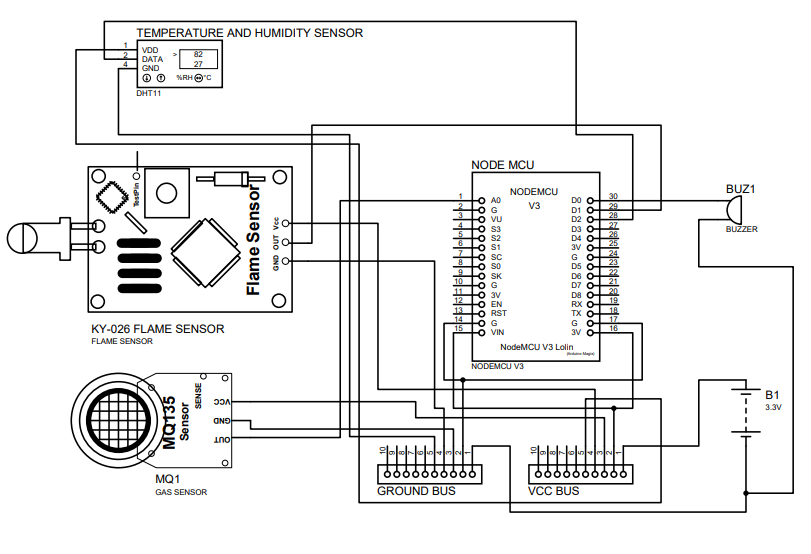 TEMPERATURE AND HUMIDITY SENSOR
1 VDD
2 DATA
4 GND
> 82
27
%RH °C
DHT11
TestPin
Flame Sensor
Vcc
OUT
GND
KY-026 FLAME SENSOR
FLAME SENSOR
NODE MCU
NODEMCU
V3
1 A0 D0 30
2 G D1 29
3 VU D2 28
4 S3 D3 27
5 S2 D4 26
6 S1 3V 25
7 SC G 24
8 S0 D5 23
9 SK D6 22
10 G D7 21
11 3V D8 20
12 EN RX 19
13 RST TX 18
14 G G 17
15 VIN 3V 16
NodeMCU V3 Lolin
(Arduino Magix)
NODEMCU V3
BUZ1
BUZZER
MQ135
Sensor
SENSE
VCC
GND
OUT
MQ1
GAS SENSOR
B1
3.3V
10 9 8 7 6 5 4 3 2 1
GROUND BUS
10 9 8 7 6 5 4 3 2 1
VCC BUS